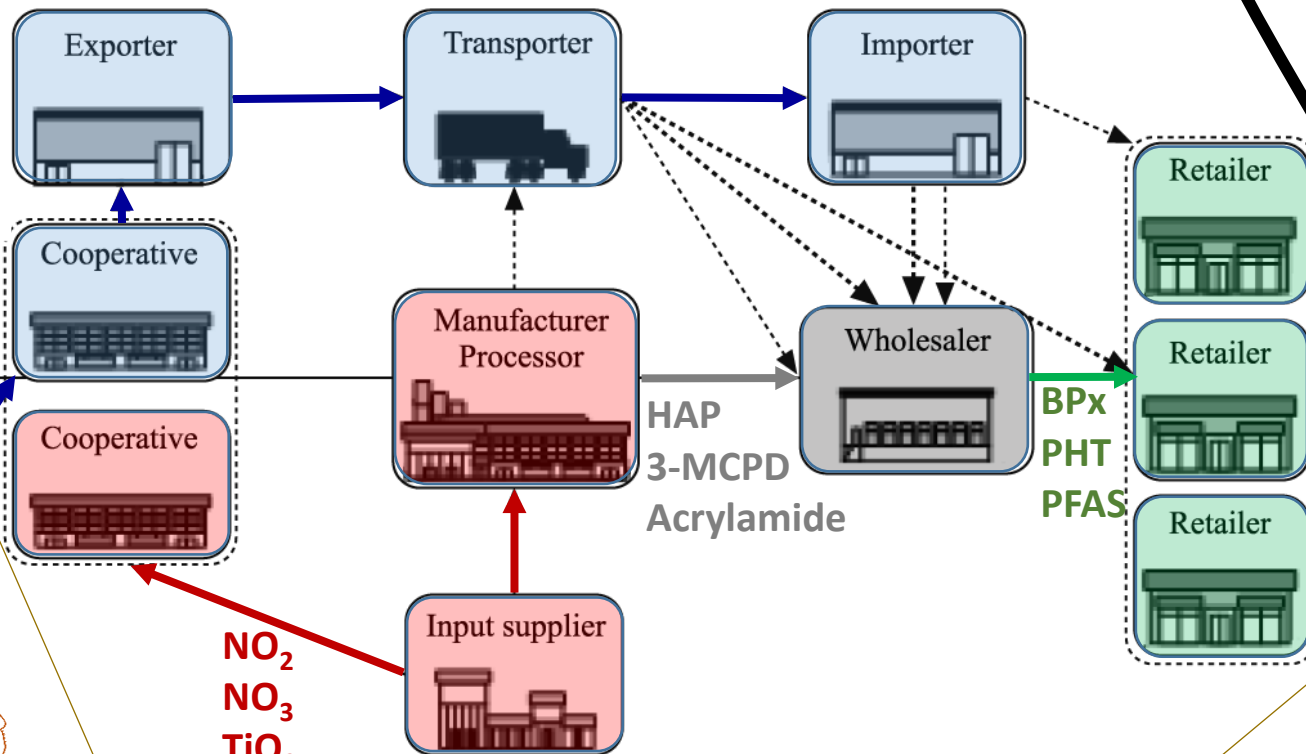 Exporter
Transporter
Importer
Retailer
Cooperative
Manufacturer
Processor
Wholesaler
Retailer
HAP
3-MCPD
Acrylamide
BPx
PHT
PFAS
Cooperative
Retailer
Input supplier
NO₂
NO₃